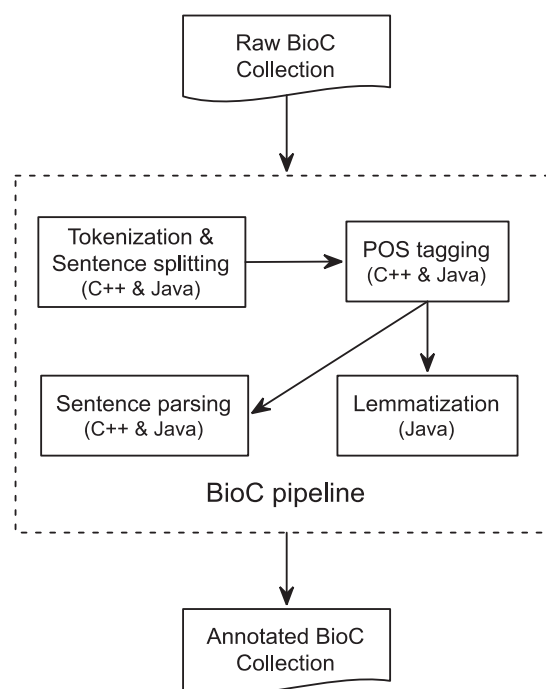 Raw BioC
Collection
Tokenization &
Sentence splitting
(C++ & Java)
POS tagging
(C++ & Java)
Sentence parsing
(C++ & Java)
Lemmatization
(Java)
BioC pipeline
Annotated BioC
Collection